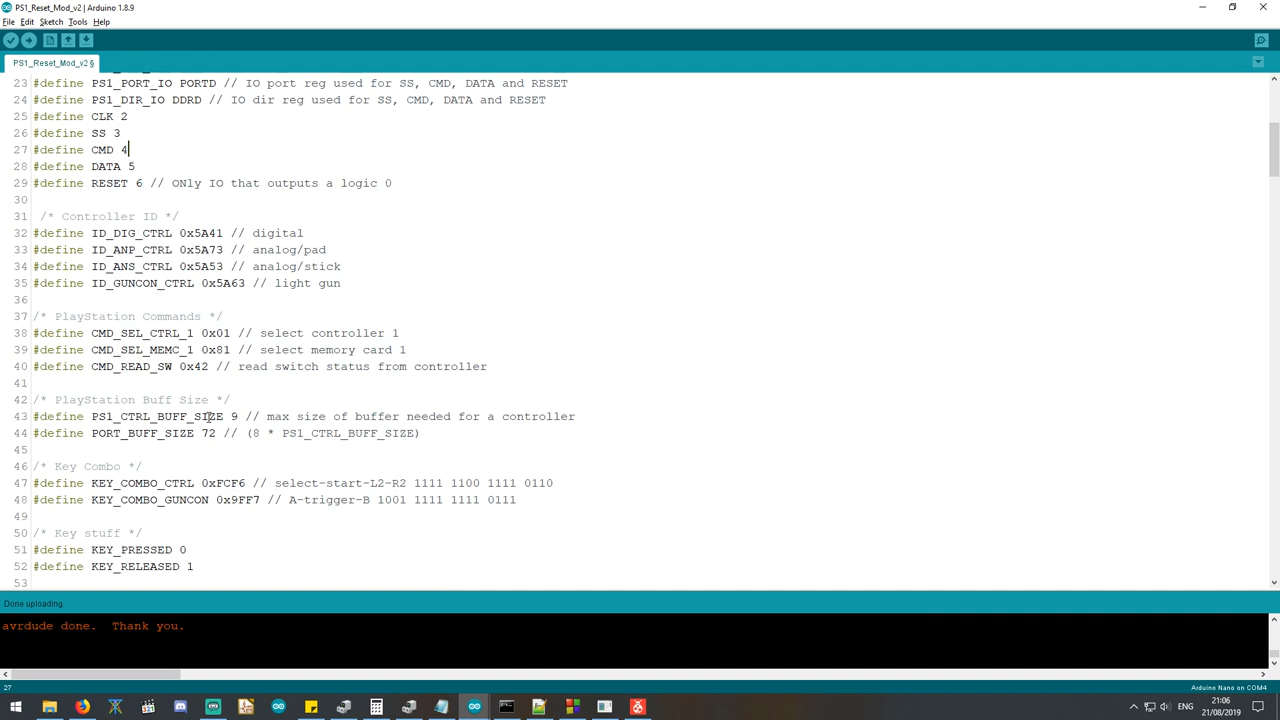 PS1_Reset_Mod_v2 | Arduino 1.8.9
File Edit Sketch Tools Help
PS1_Reset_Mod_v2 §
23 #define PS1_PORT_IO PORTD // IO port reg used for SS, CMD, DATA and RESET
24 #define PS1_DIR_IO DDRD // IO dir reg used for SS, CMD, DATA and RESET
25 #define CLK 2
26 #define SS 3
27 #define CMD 4
28 #define DATA 5
29 #define RESET 6 // ONly IO that outputs a logic 0
30
31 /* Controller ID */
32 #define ID_DIG_CTRL 0x5A41 // digital
33 #define ID_ANP_CTRL 0x5A73 // analog/pad
34 #define ID_ANS_CTRL 0x5A53 // analog/stick
35 #define ID_GUNCON_CTRL 0x5A63 // light gun
36
37 /* PlayStation Commands */
38 #define CMD_SEL_CTRL_1 0x01 // select controller 1
39 #define CMD_SEL_MEMC_1 0x81 // select memory card 1
40 #define CMD_READ_SW 0x42 // read switch status from controller
41
42 /* PlayStation Buff Size */
43 #define PS1_CTRL_BUFF_SIZE 9 // max size of buffer needed for a controller
44 #define PORT_BUFF_SIZE 72 // (8 * PS1_CTRL_BUFF_SIZE)
45
46 /* Key Combo */
47 #define KEY_COMBO_CTRL 0xFCF6 // select-start-L2-R2 1111 1100 1111 0110
48 #define KEY_COMBO_GUNCON 0x9FF7 // A-trigger-B 1001 1111 1111 0111
49
50 /* Key stuff */
51 #define KEY_PRESSED 0
52 #define KEY_RELEASED 1
53
Done uploading.
avrdude done.  Thank you.
27
Arduino Nano on COM4
ENG
21:06
21/08/2019